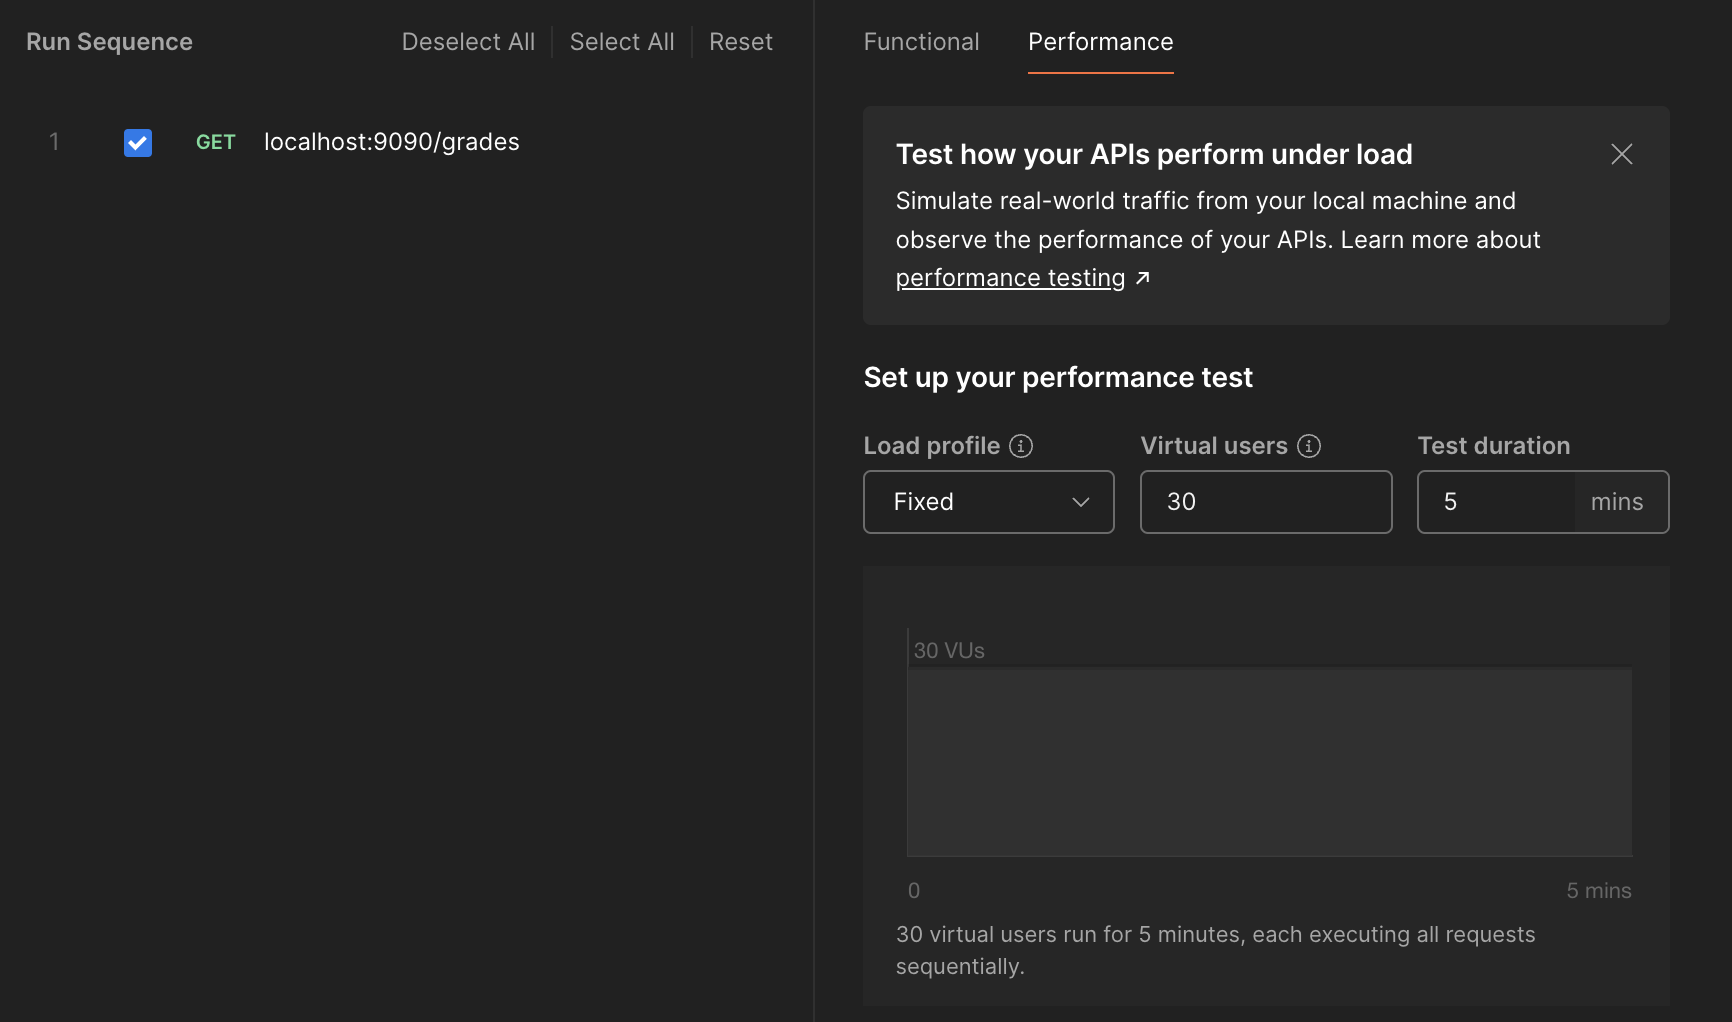 Run Sequence
Deselect All
Select All
Reset
1
GET
localhost:9090/grades
Functional
Performance
Test how your APIs perform under load
Simulate real-world traffic from your local machine and
observe the performance of your APIs. Learn more about
performance testing ↗
Set up your performance test
Load profile
Virtual users
Test duration
Fixed
30
5
mins
30 VUs
0
5 mins
30 virtual users run for 5 minutes, each executing all requests
sequentially.